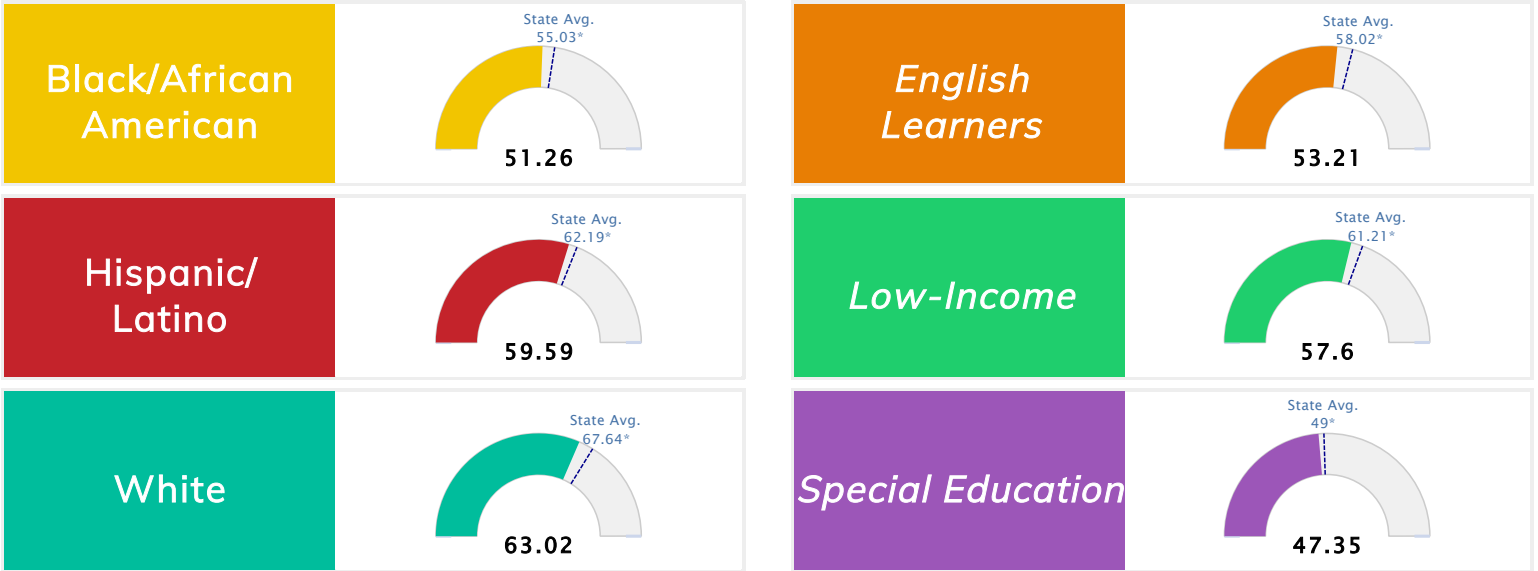 Black/African
American
State Avg.
55.03*
51.26
English
Learners
State Avg.
58.02*
53.21
Hispanic/
Latino
State Avg.
62.19*
59.59
Low-Income
State Avg.
61.21*
57.6
White
State Avg.
67.64*
63.02
Special Education
State Avg.
49*
47.35